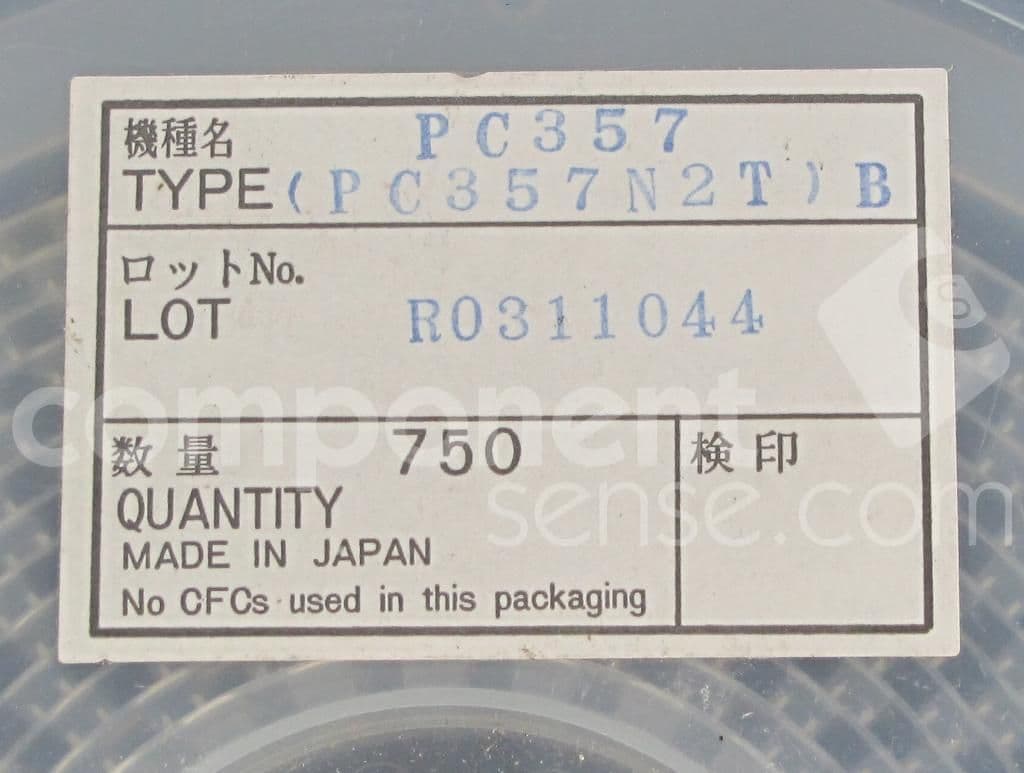 機種名 PC357
TYPE (PC357N2T) B
ロットNo.
LOT R0311044
数量 750
検印
QUANTITY
MADE IN JAPAN
No CFCs used in this packaging
component
sense.com
cs